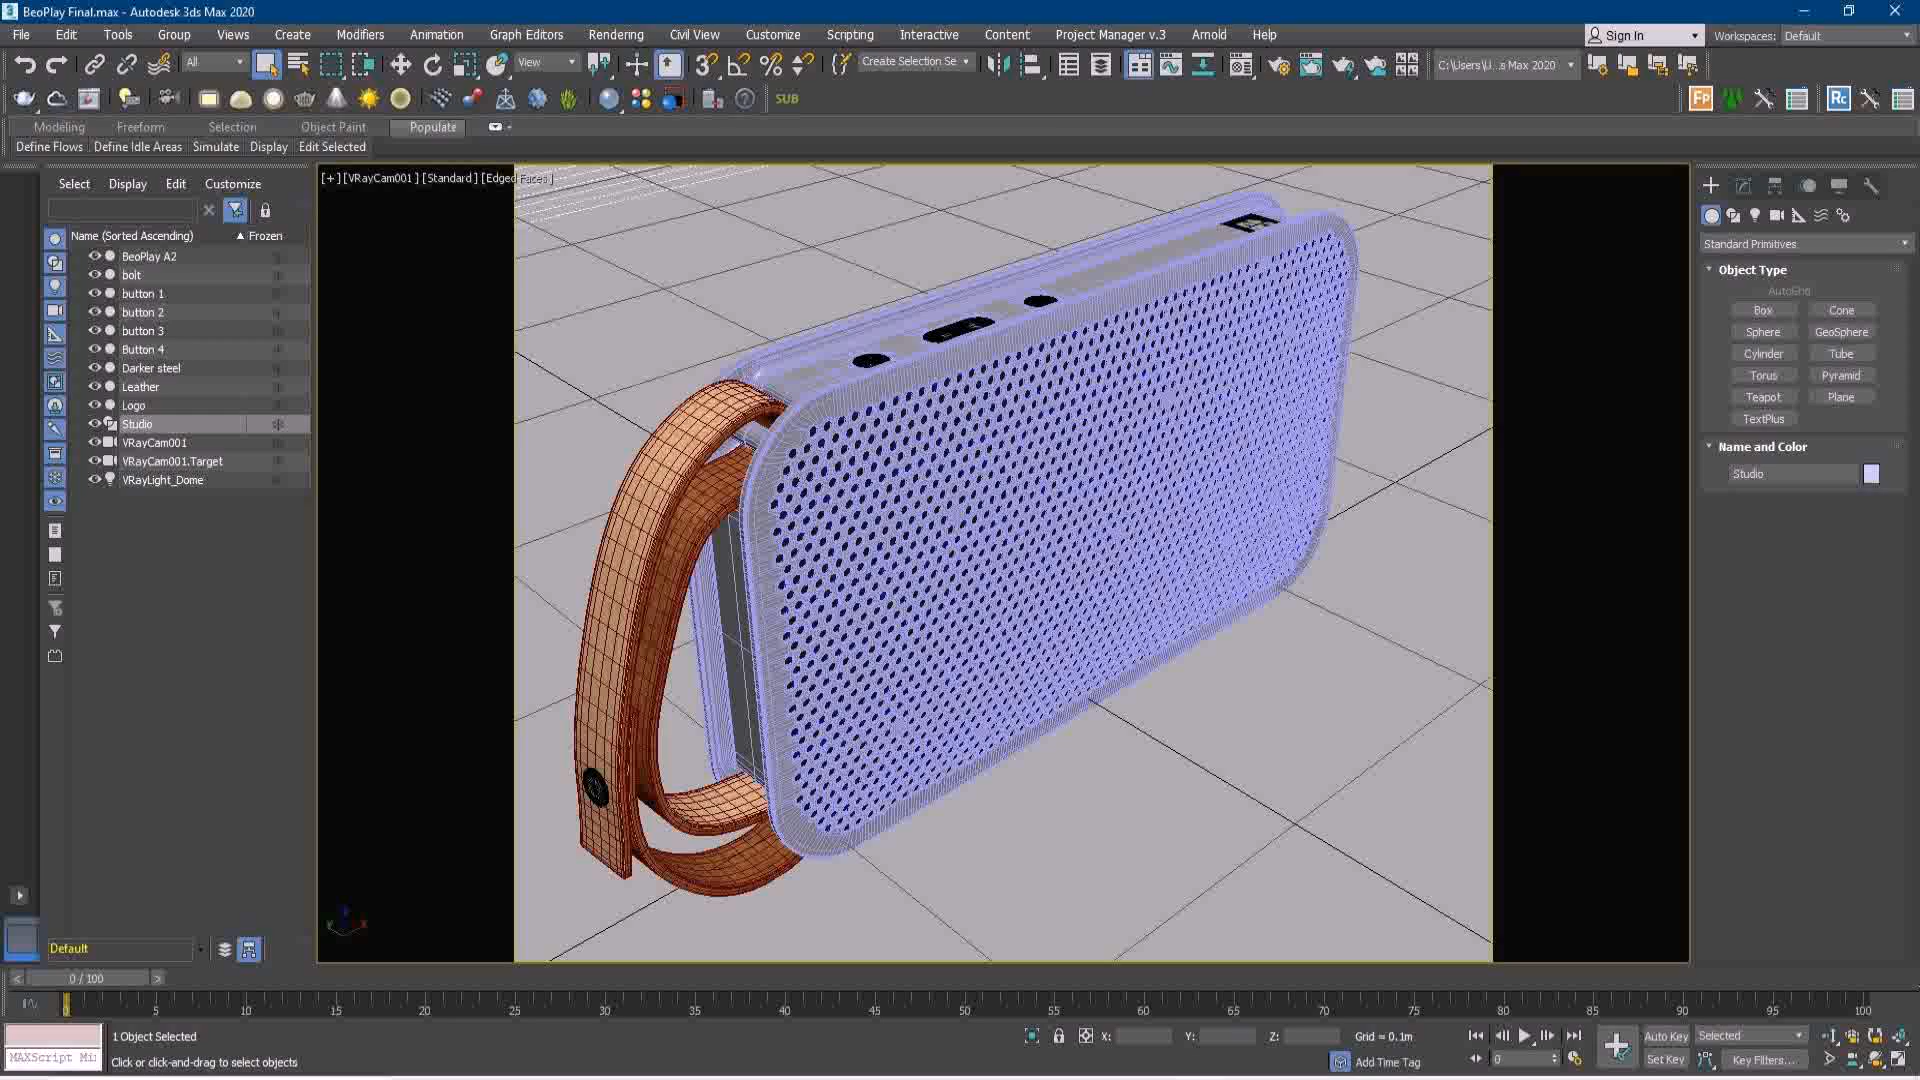 BeoPlay Final.max - Autodesk 3ds Max 2020
File Edit Tools Group Views Create Modifiers Animation Graph Editors Rendering Civil View Customize Scripting Interactive Content Project Manager v.3 Arnold Help Sign In Workspaces: Default
All View Create Selection Se C:\Users\U...s Max 2020
SUB Fp Rc
Modeling Freeform Selection Object Paint Populate
Define Flows Define Idle Areas Simulate Display Edit Selected
Select Display Edit Customize
[+] [VRayCam001] [Standard] [Edged Faces]
Name (Sorted Ascending) ▲ Frozen
BeoPlay A2
bolt
button 1
button 2
button 3
Button 4
Darker steel
Leather
Logo
Studio
VRayCam001
VRayCam001.Target
VRayLight_Dome
Standard Primitives
Object Type
AutoGrid
Box Cone
Sphere GeoSphere
Cylinder Tube
Torus Pyramid
Teapot Plane
TextPlus
Name and Color
Studio
Default
< 0 / 100 >
0 5 10 15 20 25 30 35 40 45 50 55 60 65 70 75 80 85 90 95 100
1 Object Selected X: Y: Z: Grid = 0.1m Auto Key Selected
MAXScript Mi Click or click-and-drag to select objects Add Time Tag 0 Set Key Key Filters...